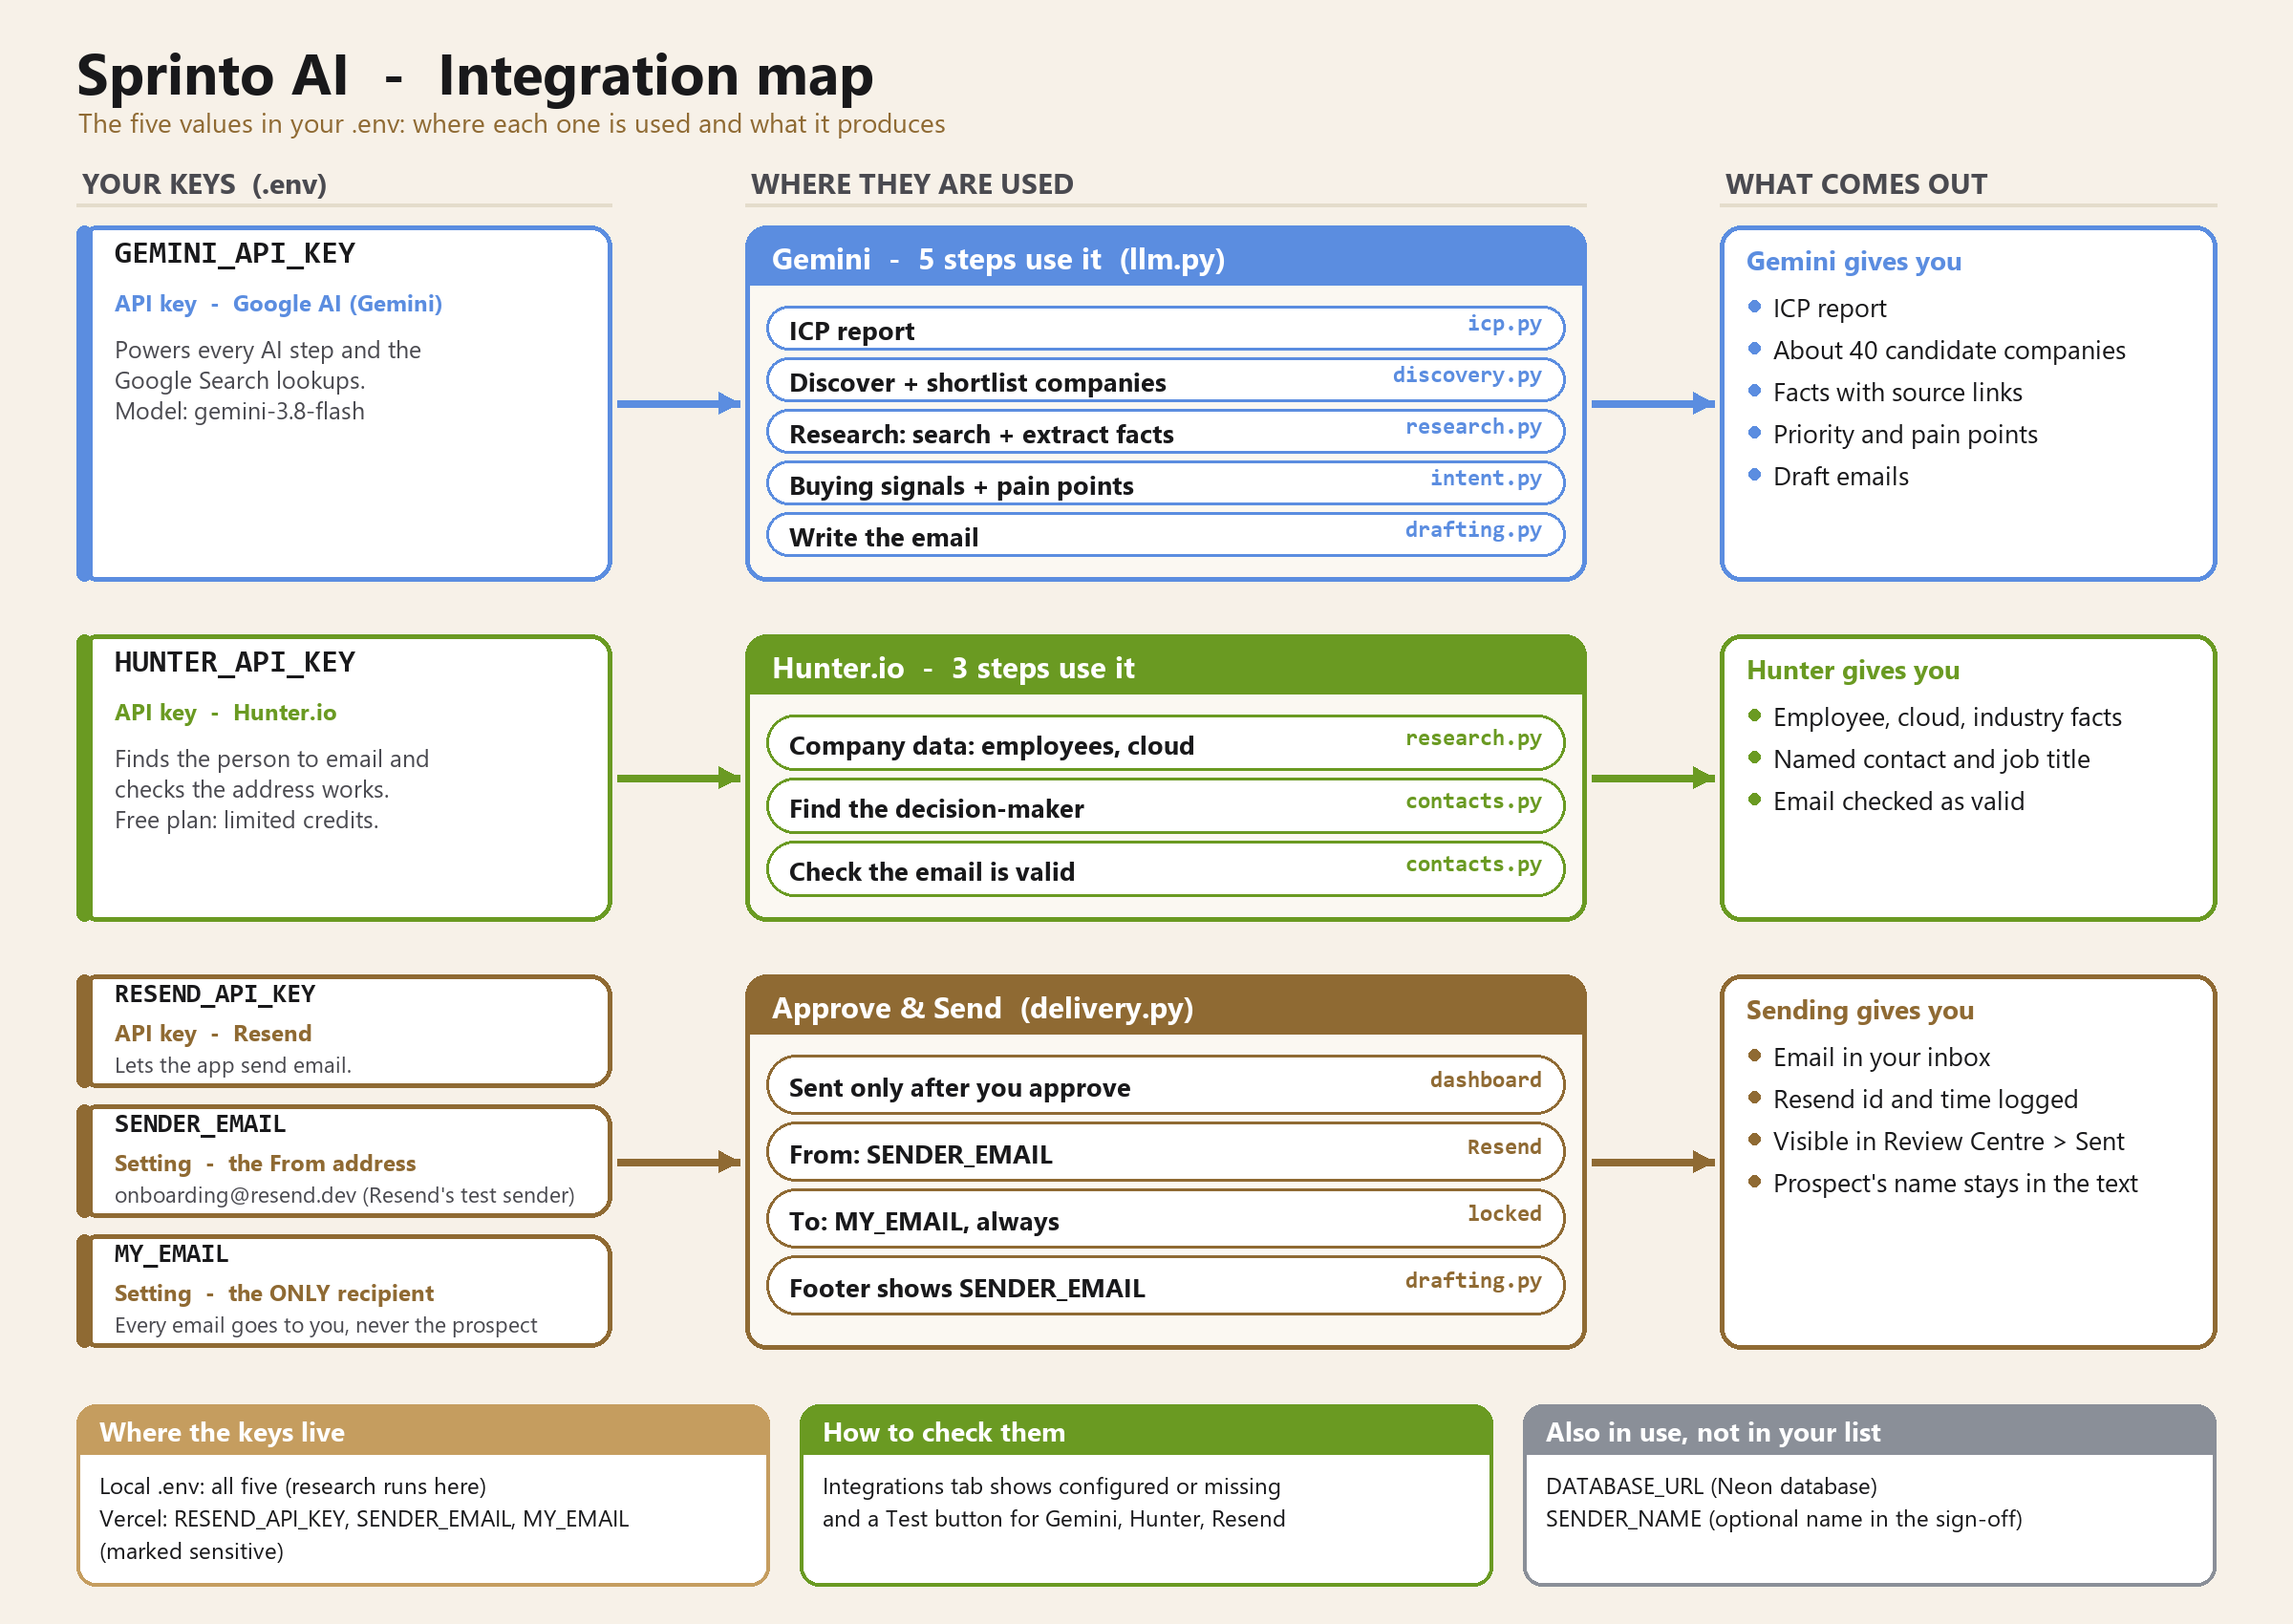 Sprinto AI - Integration map
The five values in your .env: where each one is used and what it produces
YOUR KEYS (.env)
WHERE THEY ARE USED
WHAT COMES OUT
GEMINI_API_KEY
API key - Google AI (Gemini)
Powers every AI step and the
Google Search lookups.
Model: gemini-3.8-flash
Gemini - 5 steps use it (llm.py)
ICP report icp.py
Discover + shortlist companies discovery.py
Research: search + extract facts research.py
Buying signals + pain points intent.py
Write the email drafting.py
Gemini gives you
ICP report
About 40 candidate companies
Facts with source links
Priority and pain points
Draft emails
HUNTER_API_KEY
API key - Hunter.io
Finds the person to email and
checks the address works.
Free plan: limited credits.
Hunter.io - 3 steps use it
Company data: employees, cloud research.py
Find the decision-maker contacts.py
Check the email is valid contacts.py
Hunter gives you
Employee, cloud, industry facts
Named contact and job title
Email checked as valid
RESEND_API_KEY
API key - Resend
Lets the app send email.
SENDER_EMAIL
Setting - the From address
onboarding@resend.dev (Resend's test sender)
MY_EMAIL
Setting - the ONLY recipient
Every email goes to you, never the prospect
Approve & Send (delivery.py)
Sent only after you approve dashboard
From: SENDER_EMAIL Resend
To: MY_EMAIL, always locked
Footer shows SENDER_EMAIL drafting.py
Sending gives you
Email in your inbox
Resend id and time logged
Visible in Review Centre > Sent
Prospect's name stays in the text
Where the keys live
Local .env: all five (research runs here)
Vercel: RESEND_API_KEY, SENDER_EMAIL, MY_EMAIL
(marked sensitive)
How to check them
Integrations tab shows configured or missing
and a Test button for Gemini, Hunter, Resend
Also in use, not in your list
DATABASE_URL (Neon database)
SENDER_NAME (optional name in the sign-off)